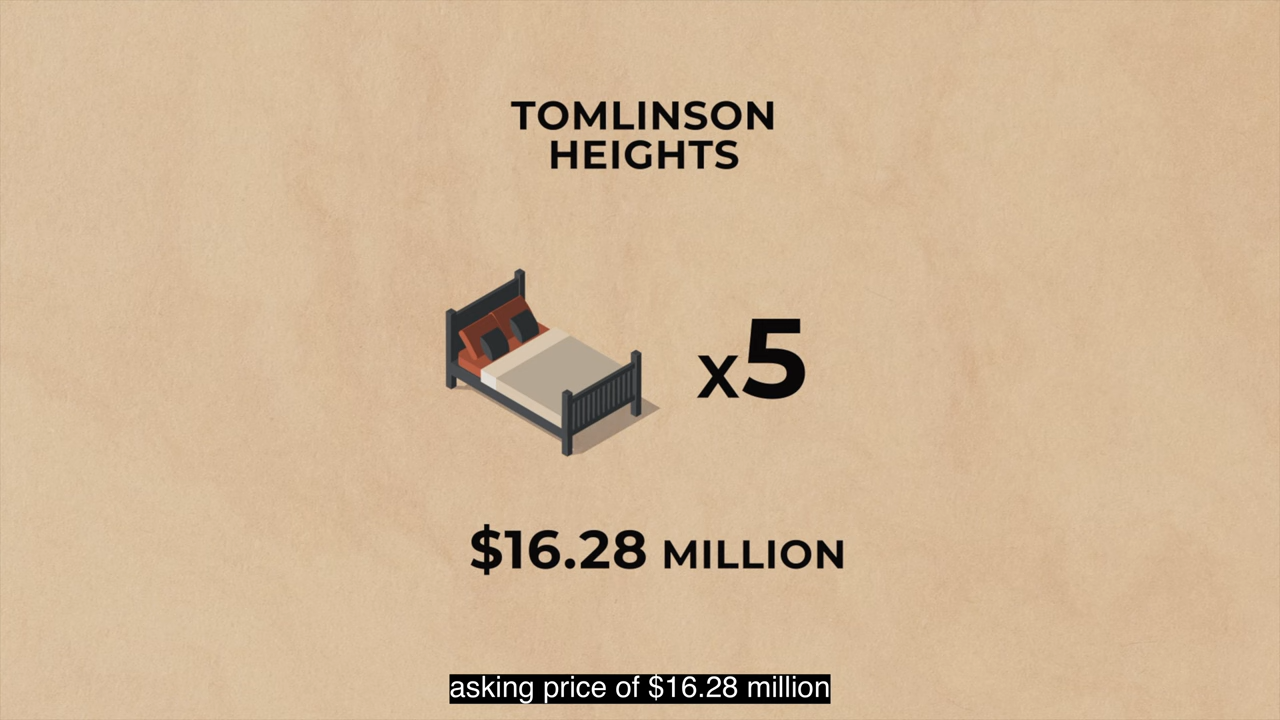 TOMLINSON
HEIGHTS
x5
$16.28 MILLION
asking price of $16.28 million